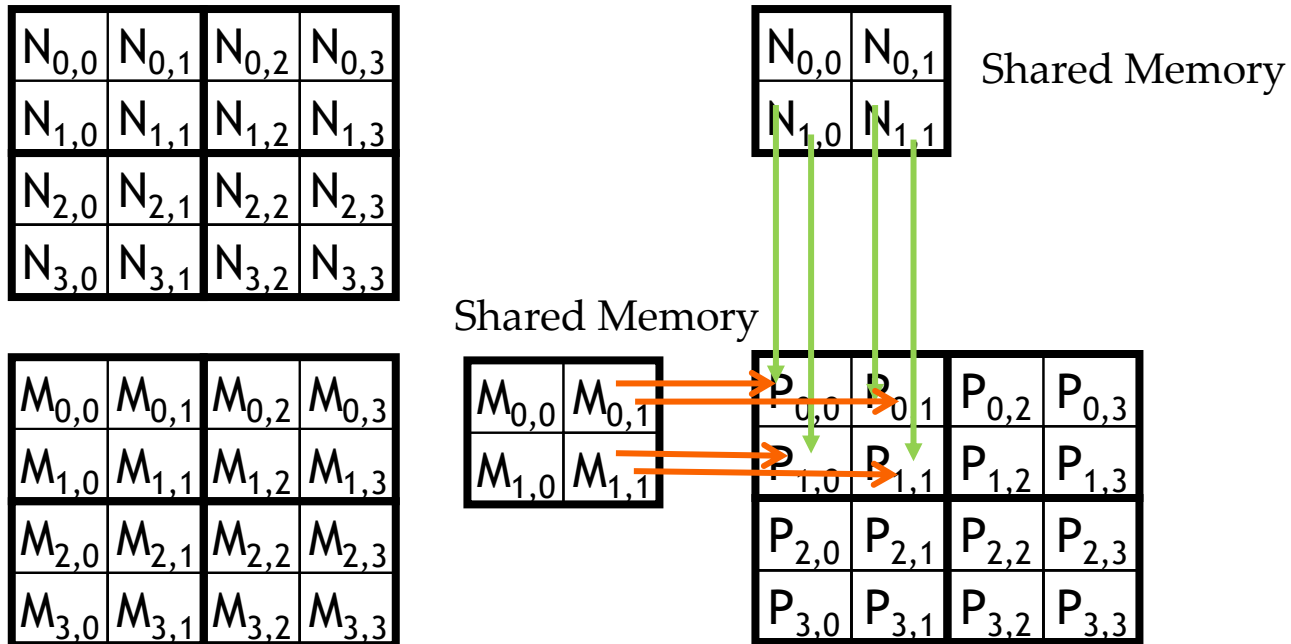 N0,0 N0,1 N0,2 N0,3
N1,0 N1,1 N1,2 N1,3
N2,0 N2,1 N2,2 N2,3
N3,0 N3,1 N3,2 N3,3
N0,0 N0,1
N1,0 N1,1
Shared Memory
Shared Memory
M0,0 M0,1 M0,2 M0,3
M1,0 M1,1 M1,2 M1,3
M2,0 M2,1 M2,2 M2,3
M3,0 M3,1 M3,2 M3,3
M0,0 M0,1
M1,0 M1,1
P0,0 P0,1 P0,2 P0,3
P1,0 P1,1 P1,2 P1,3
P2,0 P2,1 P2,2 P2,3
P3,0 P3,1 P3,2 P3,3